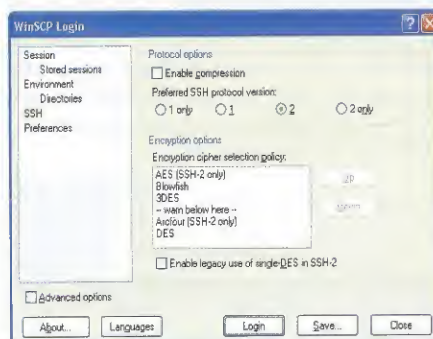 WinSCP Login
Session
Stored sessions
Environment
Directories
SSH
Preferences
Protocol options
Enable compression
Preferred SSH protocol version:
1 only 1 2 2 only
Encryption options
Encryption cipher selection policy:
AES (SSH-2 only)
Blowfish
3DES
-- warn below here --
Arcfour (SSH-2 only)
DES
Up
Enable legacy use of single-DES in SSH-2
Advanced options
About... Languages Login Save... Close